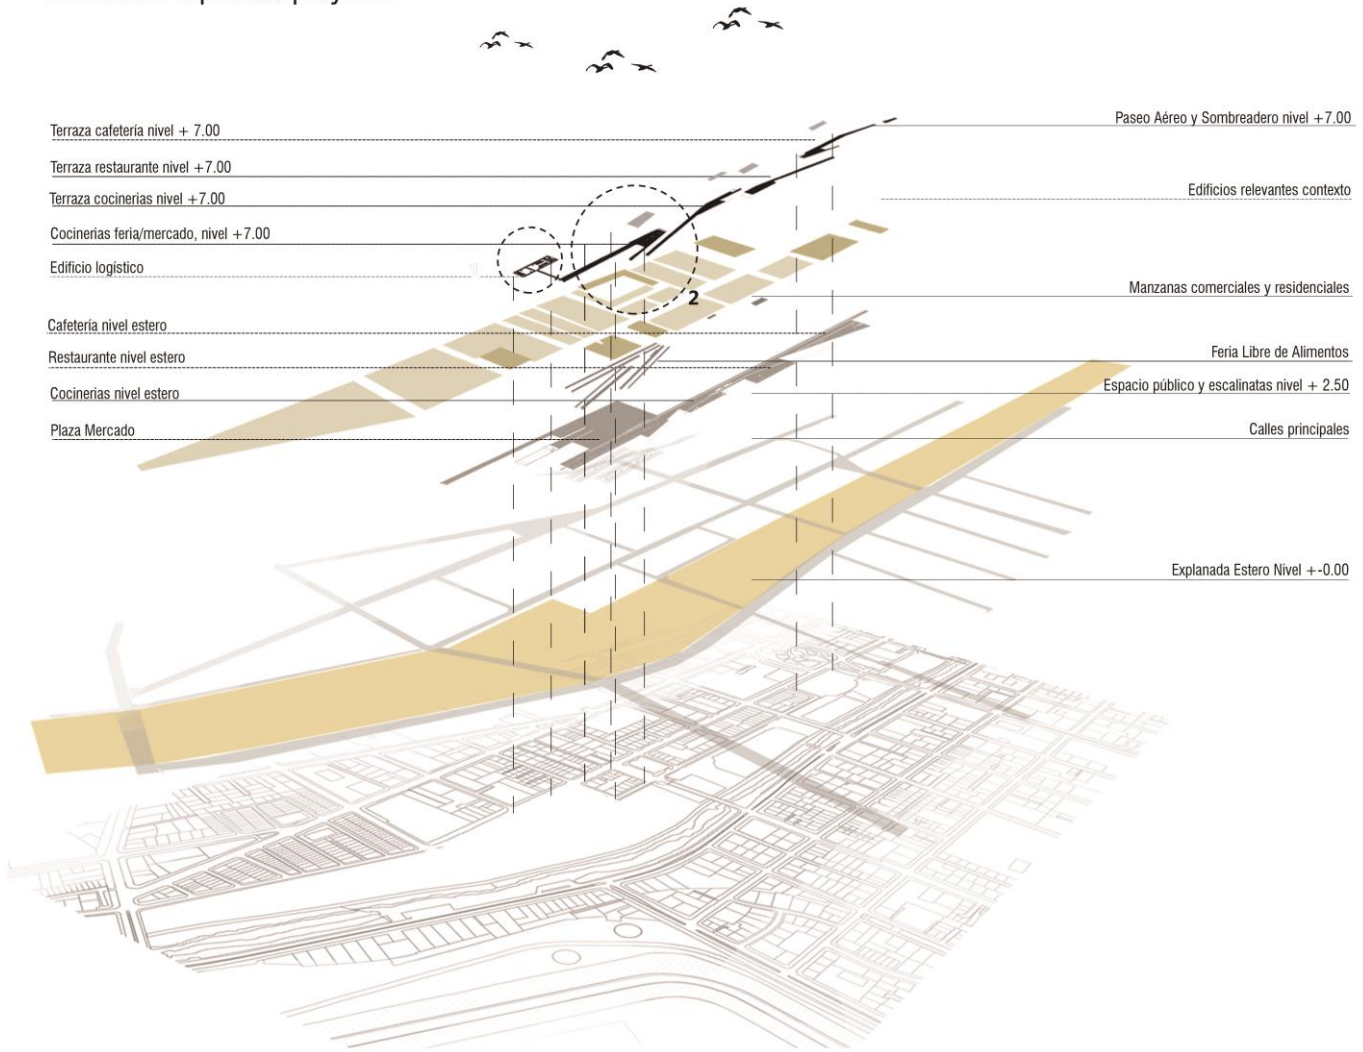 Terraza cafetería nivel + 7.00
Terraza restaurante nivel +7.00
Terraza cocinerias nivel +7.00
Cocinerias feria/mercado, nivel +7.00
Edificio logístico
Cafetería nivel estero
Restaurante nivel estero
Cocinerias nivel estero
Plaza Mercado
Paseo Aéreo y Sombreadero nivel +7.00
Edificios relevantes contexto
Manzanas comerciales y residenciales
Feria Libre de Alimentos
Espacio público y escalinatas nivel + 2.50
Calles principales
Explanada Estero Nivel +-0.00
1
2